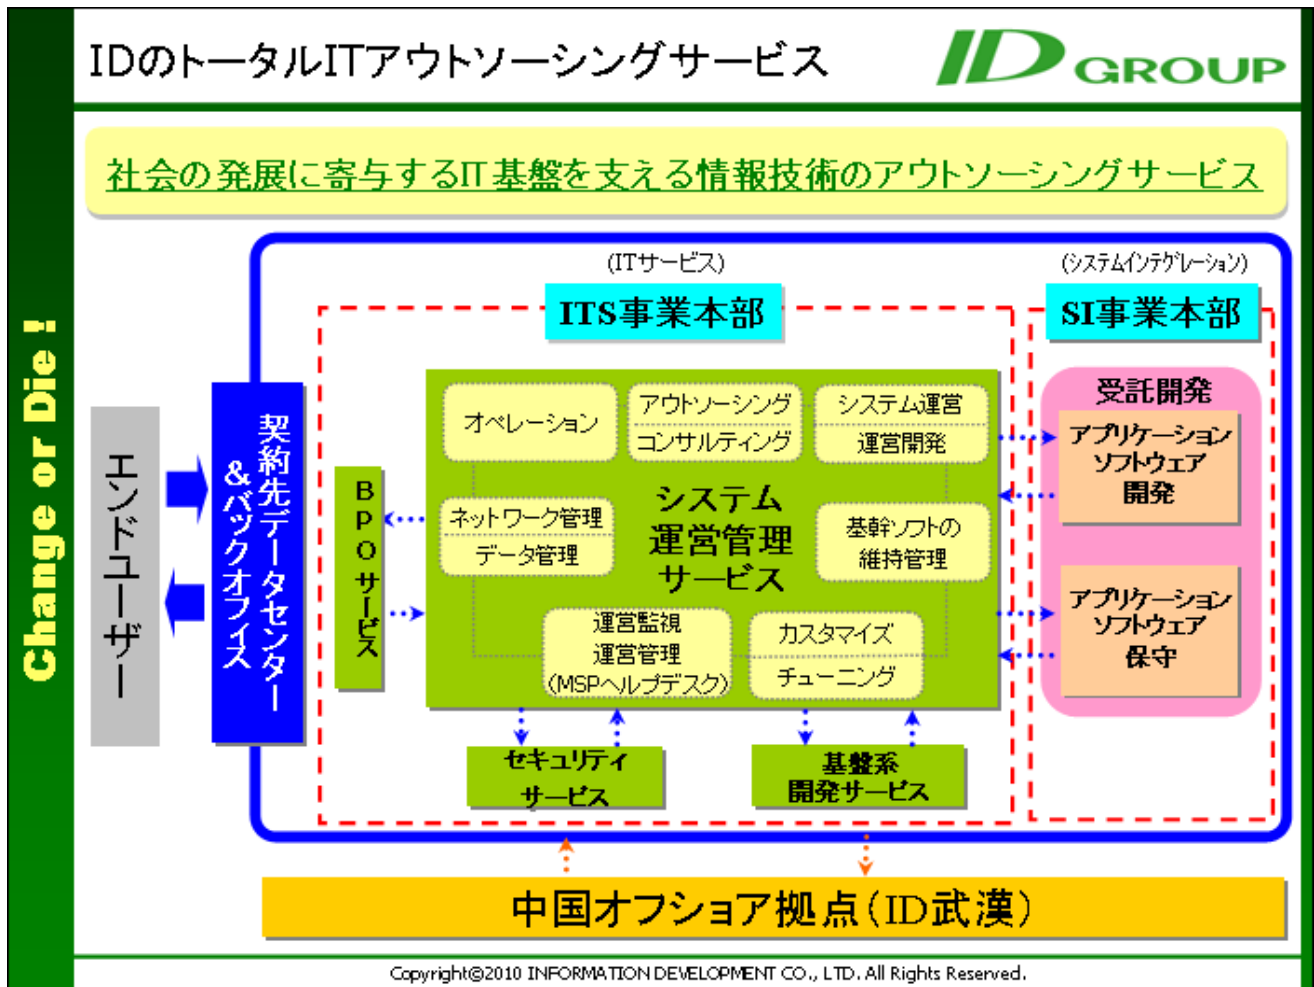 IDのトータルITアウトソーシングサービス
ID GROUP
社会の発展に寄与するIT基盤を支える情報技術のアウトソーシングサービス
Change or Die !
(ITサービス)
(システムインテグレーション)
ITS事業本部
SI事業本部
エンドユーザー
契約先データセンター
&バックオフィス
BPOサービス
オペレーション
アウトソーシング
コンサルティング
システム運営
運営開発
ネットワーク管理
データ管理
システム
運営管理
サービス
基幹ソフトの
維持管理
運営監視
運営管理
(MSPヘルプデスク)
カスタマイズ
チューニング
セキュリティ
サービス
基盤系
開発サービス
受託開発
アプリケーション
ソフトウェア
開発
アプリケーション
ソフトウェア
保守
中国オフショア拠点(ID武漢)
Copyright©2010 INFORMATION DEVELOPMENT CO., LTD. All Rights Reserved.